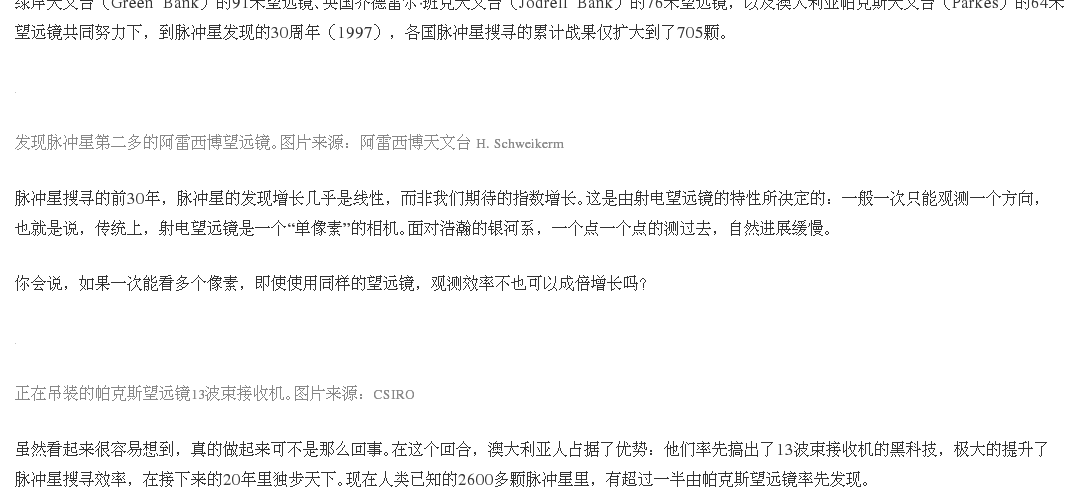 绿岸天文台（Green Bank）的91米望远镜、英国乔德雷尔·班克天文台（Jodrell Bank）的76米望远镜，以及澳大利亚帕克斯天文台（Parkes）的64米
望远镜共同努力下，到脉冲星发现的30周年（1997），各国脉冲星搜寻的累计战果仅扩大到了705颗。
发现脉冲星第二多的阿雷西博望远镜。图片来源：阿雷西博天文台 H. Schweikerm
脉冲星搜寻的前30年，脉冲星的发现增长几乎是线性，而非我们期待的指数增长。这是由射电望远镜的特性所决定的：一般一次只能观测一个方向，
也就是说，传统上，射电望远镜是一个“单像素”的相机。面对浩瀚的银河系，一个点一个点的测过去，自然进展缓慢。
你会说，如果一次能看多个像素，即使使用同样的望远镜，观测效率不也可以成倍增长吗？
正在吊装的帕克斯望远镜13波束接收机。图片来源：CSIRO
虽然看起来很容易想到，真的做起来可不是那么回事。在这个回合，澳大利亚人占据了优势：他们率先搞出了13波束接收机的黑科技，极大的提升了
脉冲星搜寻效率，在接下来的20年里独步天下。现在人类已知的2600多颗脉冲星里，有超过一半由帕克斯望远镜率先发现。